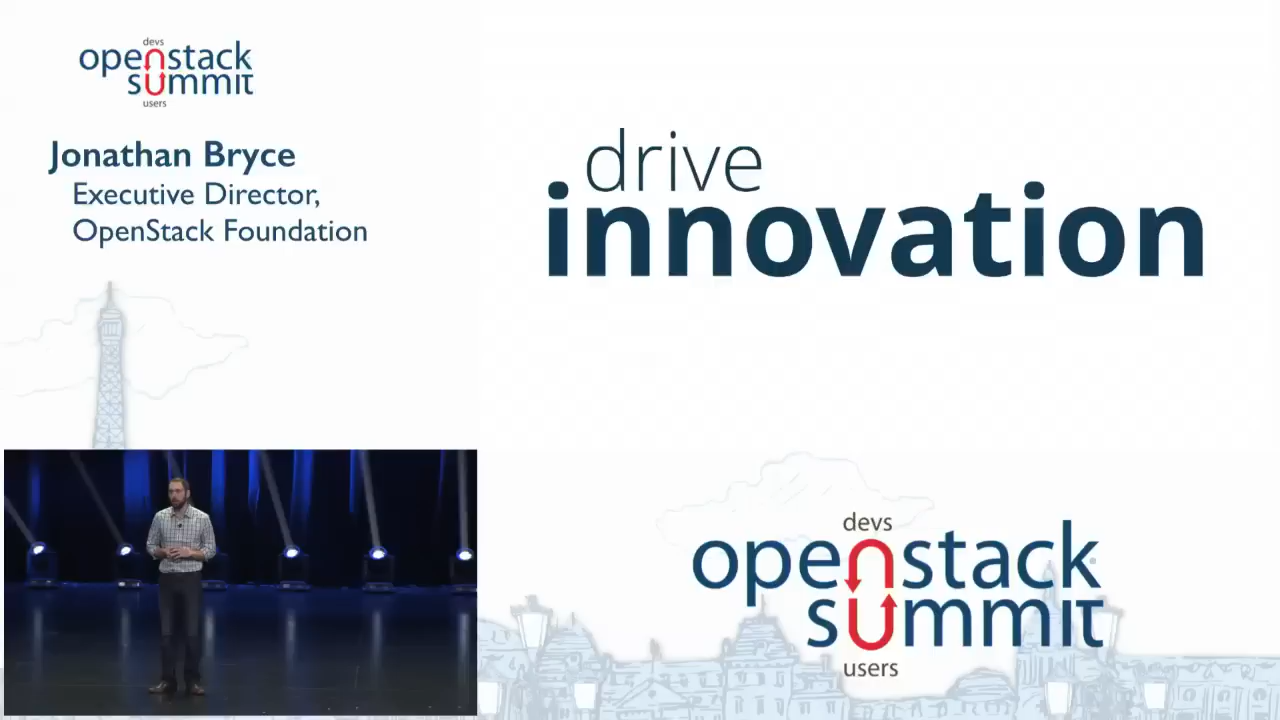 devs
openstack
summit
users
Jonathan Bryce
Executive Director,
OpenStack Foundation
drive
innovation
devs
openstack
summit
users